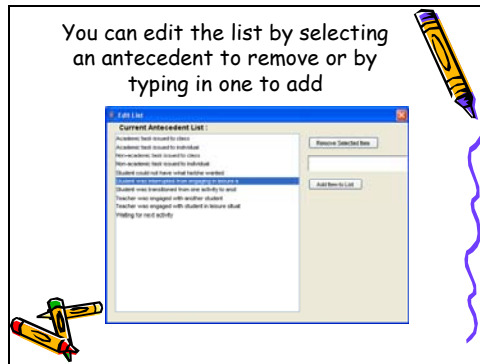 You can edit the list by selecting
an antecedent to remove or by
typing in one to add
Edit List
Current Antecedent List :
Remove Selected Item
Academic task issued to class
Academic task issued to individual
Non-academic task issued to class
Non-academic task issued to individual
Student could not have what he/she wanted
Student was interrupted from engaging in leisure a
Add Item to List
Student was transitioned from one activity to anot
Teacher was engaged with another student
Teacher was engaged with student in leisure situat
Waiting for next activity